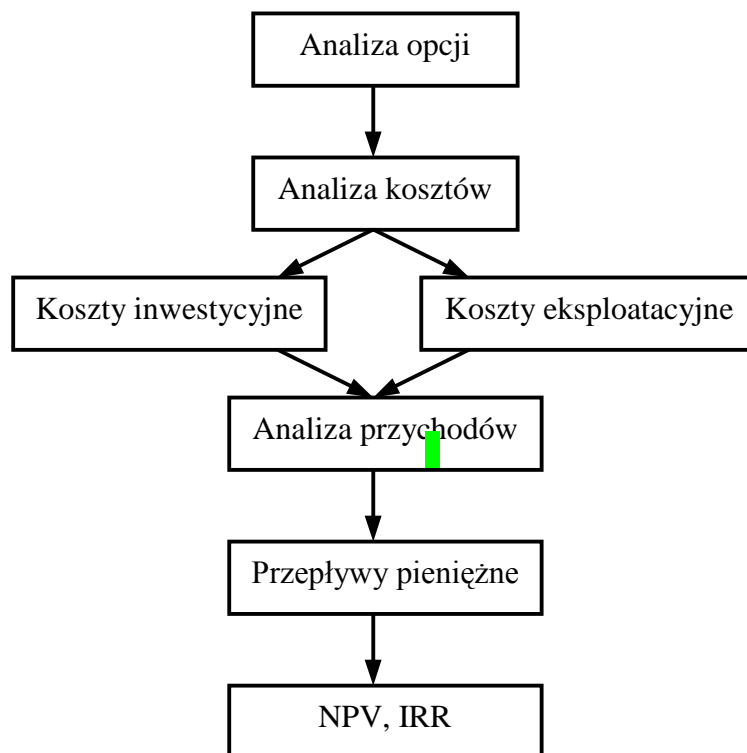 Analiza opcji
Analiza kosztów
Koszty inwestycyjne
Koszty eksploatacyjne
Analiza przychodów
Przepływy pieniężne
NPV, IRR